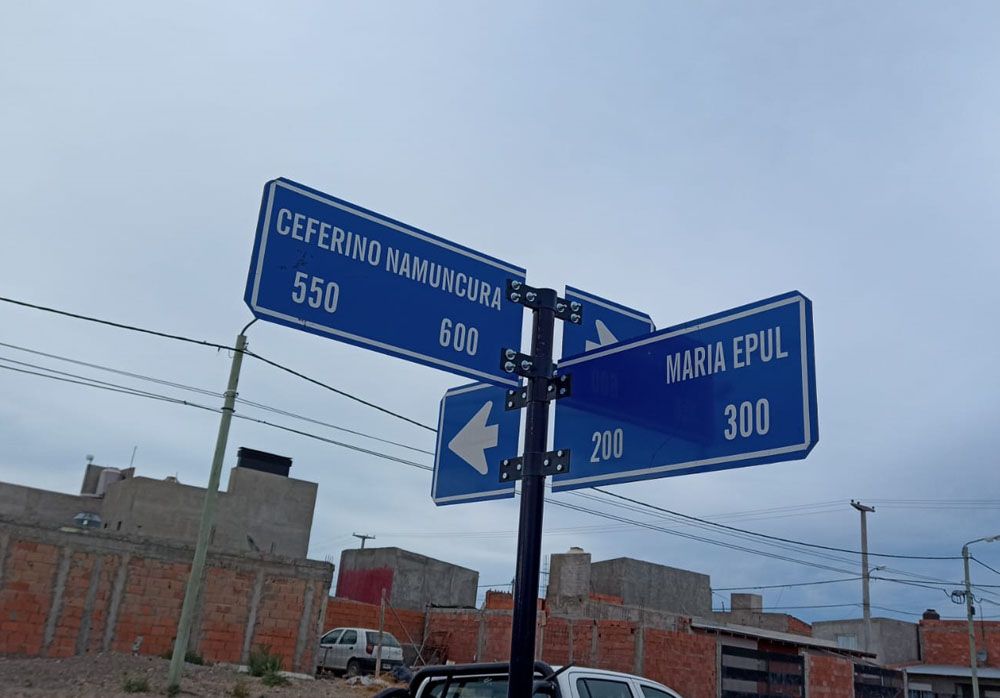 CEFERINO NAMUNCURA
550 600
MARIA EPUL
200 300